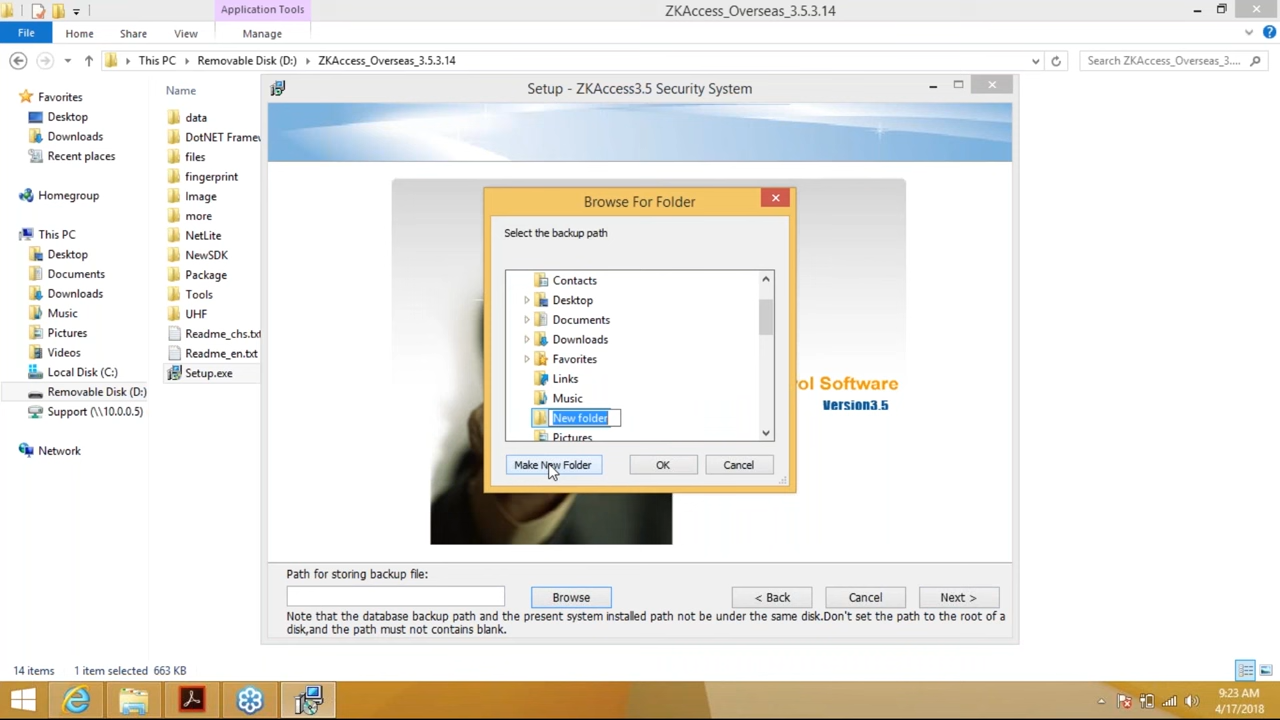 Application Tools
ZKAccess_Overseas_3.5.3.14
File
Home
Share
View
Manage
This PC
Removable Disk (D:)
ZKAccess_Overseas_3.5.3.14
Search ZKAccess_Overseas_3....
Favorites
Desktop
Downloads
Recent places
Homegroup
This PC
Desktop
Documents
Downloads
Music
Pictures
Videos
Local Disk (C:)
Removable Disk (D:)
Support (\\10.0.0.5)
Network
Name
data
DotNET Framew
files
fingerprint
Image
more
NetLite
NewSDK
Package
Tools
UHF
Readme_chs.txt
Readme_en.txt
Setup.exe
Setup - ZKAccess3.5 Security System
ol Software
Version3.5
Browse For Folder
Select the backup path
Contacts
Desktop
Documents
Downloads
Favorites
Links
Music
New folder
Pictures
Make New Folder
OK
Cancel
Path for storing backup file:
Browse
< Back
Cancel
Next >
Note that the database backup path and the present system installed path not be under the same disk.Don't set the path to the root of a
disk,and the path must not contains blank.
14 items
1 item selected 663 KB
9:23 AM
4/17/2018